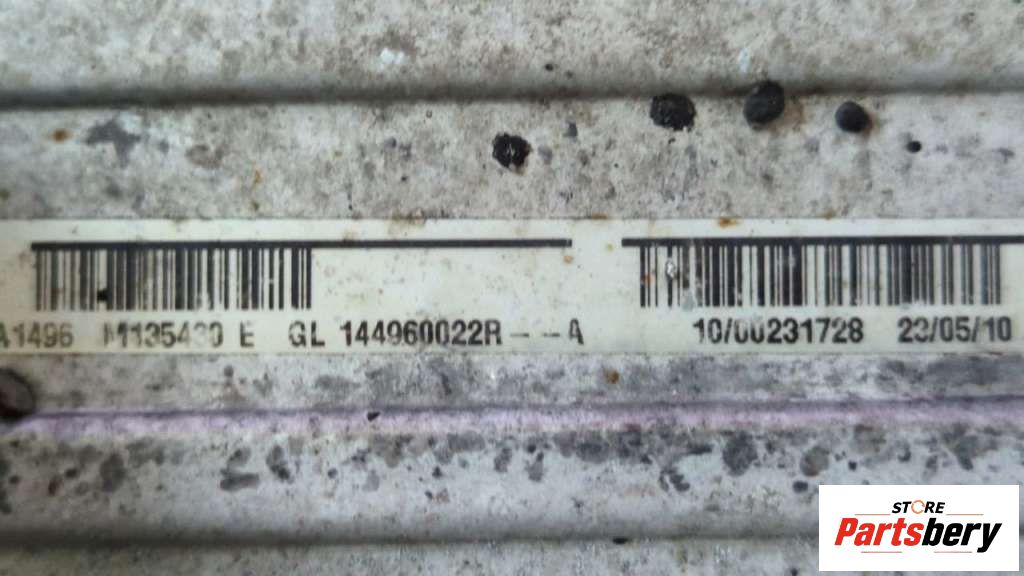 A1496 M135430 E GL 144960022R---A 10/00231728 23/05/10
STORE
Partsbery